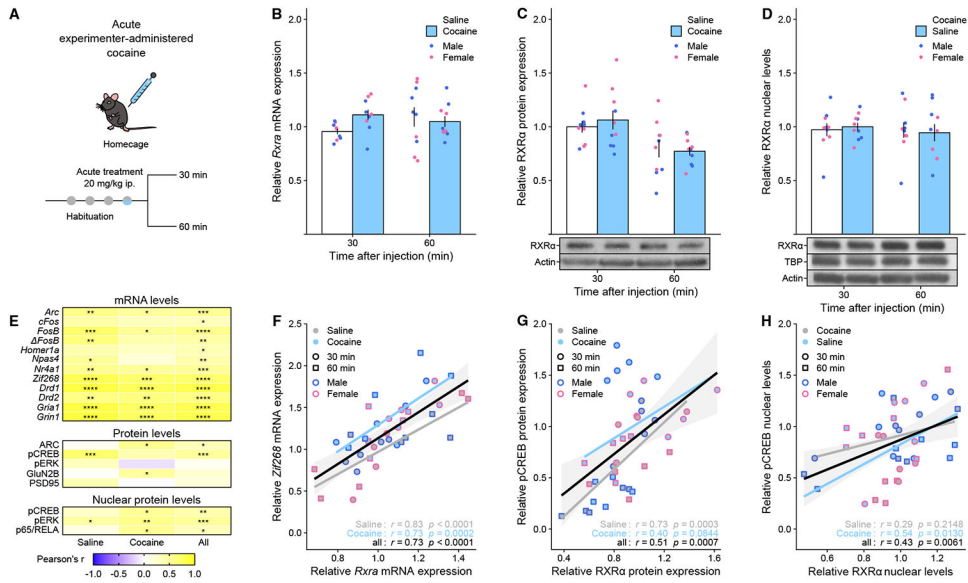 A
Acute
experimenter-administered
cocaine
Homecage
Acute treatment
20 mg/kg ip.
Habituation
30 min
60 min
B
Saline
Cocaine
Male
Female
Relative Rxra mRNA expression
2.0
1.5
1.0
0.5
30
60
Time after injection (min)
C
Saline
Cocaine
Male
Female
Relative RXRα protein expression
2.0
1.5
1.0
0.5
RXRα
Actin
30
60
Time after injection (min)
D
Cocaine
Saline
Male
Female
Relative RXRα nuclear levels
2.0
1.5
1.0
0.5
RXRα
TBP
Actin
30
60
Time after injection (min)
E
mRNA levels
Arc ** * ***
cFos *
FosB *** * ****
ΔFosB ** **
Homer1a *
Npas4 * **
Nr4a1 ** * ***
Zif268 **** *** ****
Drd1 **** **** ****
Drd2 ** ** ****
Gria1 **** **** ****
Grin1 **** **** ****
Protein levels
ARC * *
pCREB *** ***
pERK
GluN2B *
PSD95
Nuclear protein levels
pCREB * **
pERK * ** ***
p65/RELA * *
Saline Cocaine All
Pearson's r
-1.0 -0.5 0.0 0.5 1.0
F
Saline
Cocaine
30 min
60 min
Male
Female
Relative Zif268 mRNA expression
2.5
2.0
1.5
1.0
0.5
0.0
Saline : r = 0.83 p < 0.0001
Cocaine : r = 0.73 p = 0.0002
all : r = 0.73 p < 0.0001
0.8 1.0 1.2 1.4
Relative Rxra mRNA expression
G
Saline
Cocaine
30 min
60 min
Male
Female
Relative pCREB protein expression
2.0
1.5
1.0
0.5
0.0
Saline : r = 0.73 p = 0.0003
Cocaine : r = 0.40 p = 0.0844
all : r = 0.51 p = 0.0007
0.4 0.6 0.8 1.0 1.2 1.4 1.6
Relative RXRα protein expression
H
Saline
Cocaine
30 min
60 min
Male
Female
Relative pCREB nuclear levels
2.0
1.5
1.0
0.5
0.0
Saline : r = 0.29 p = 0.2148
Cocaine : r = 0.54 p = 0.0130
all : r = 0.43 p = 0.0061
0.6 0.8 1.0 1.2
Relative RXRα nuclear levels